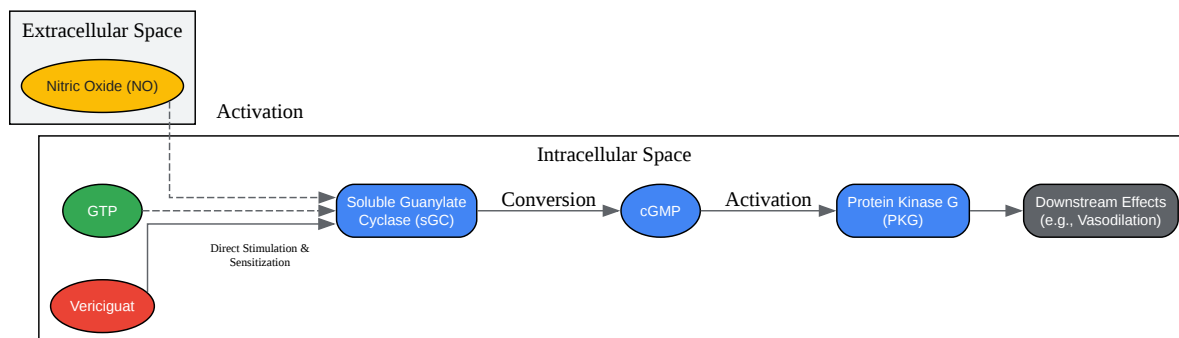 Extracellular Space
Nitric Oxide (NO)
Activation
Intracellular Space
GTP
Soluble Guanylate
Cyclase (sGC)
Conversion
cGMP
Activation
Protein Kinase G
(PKG)
Downstream Effects
(e.g., Vasodilation)
Direct Stimulation &
Sensitization
Vericiguat